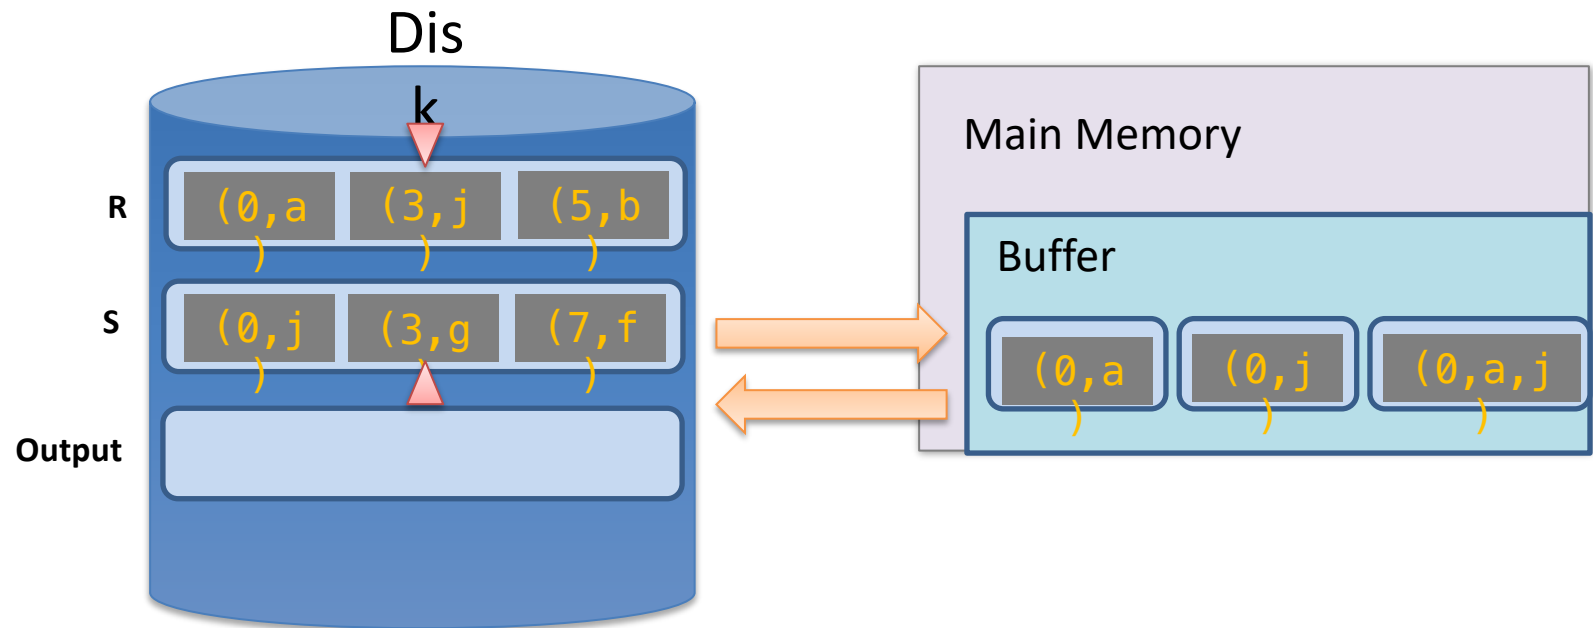 Dis
k
Main Memory
R
(0,a
)
(3,j
)
(5,b
)
Buffer
S
(0,j
)
(3,g
(7,f
)
(0,a
)
(0,j
)
(0,a,j
)
Output